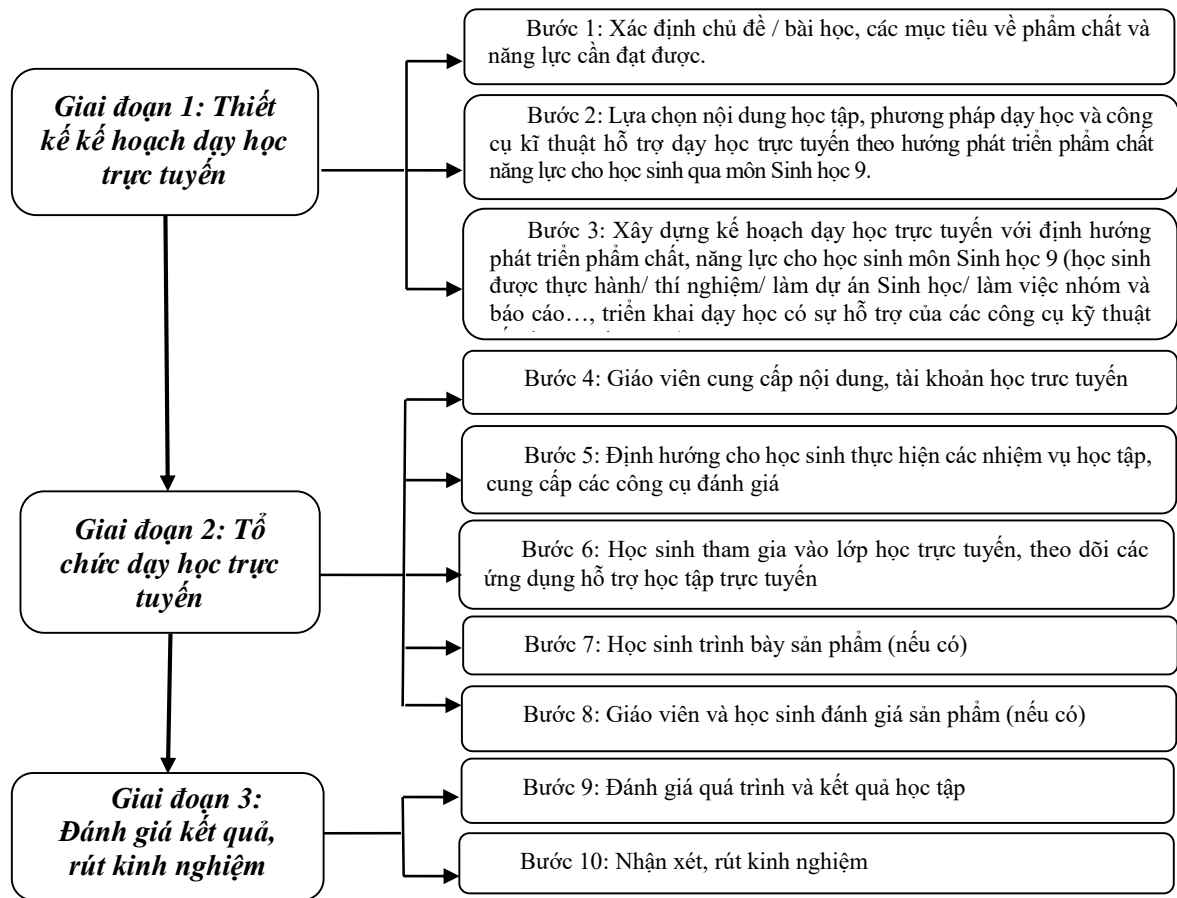 Giai đoạn 1: Thiết
kế kế hoạch dạy học
trực tuyến
Bước 1: Xác định chủ đề / bài học, các mục tiêu về phẩm chất và
năng lực cần đạt được.
Bước 2: Lựa chọn nội dung học tập, phương pháp dạy học và công
cụ kĩ thuật hỗ trợ dạy học trực tuyến theo hướng phát triển phẩm chất
năng lực cho học sinh qua môn Sinh học 9.
Bước 3: Xây dựng kế hoạch dạy học trực tuyến với định hướng
phát triển phẩm chất, năng lực cho học sinh môn Sinh học 9 (học sinh
được thực hành/ thí nghiệm/ làm dự án Sinh học/ làm việc nhóm và
báo cáo…, triển khai dạy học có sự hỗ trợ của các công cụ kỹ thuật
Giai đoạn 2: Tổ
chức dạy học trực
tuyến
Bước 4: Giáo viên cung cấp nội dung, tài khoản học trưc tuyến
Bước 5: Định hướng cho học sinh thực hiện các nhiệm vụ học tập,
cung cấp các công cụ đánh giá
Bước 6: Học sinh tham gia vào lớp học trực tuyến, theo dõi các
ứng dụng hỗ trợ học tập trực tuyến
Bước 7: Học sinh trình bày sản phẩm (nếu có)
Bước 8: Giáo viên và học sinh đánh giá sản phẩm (nếu có)
Giai đoạn 3:
Đánh giá kết quả,
rút kinh nghiệm
Bước 9: Đánh giá quá trình và kết quả học tập
Bước 10: Nhận xét, rút kinh nghiệm